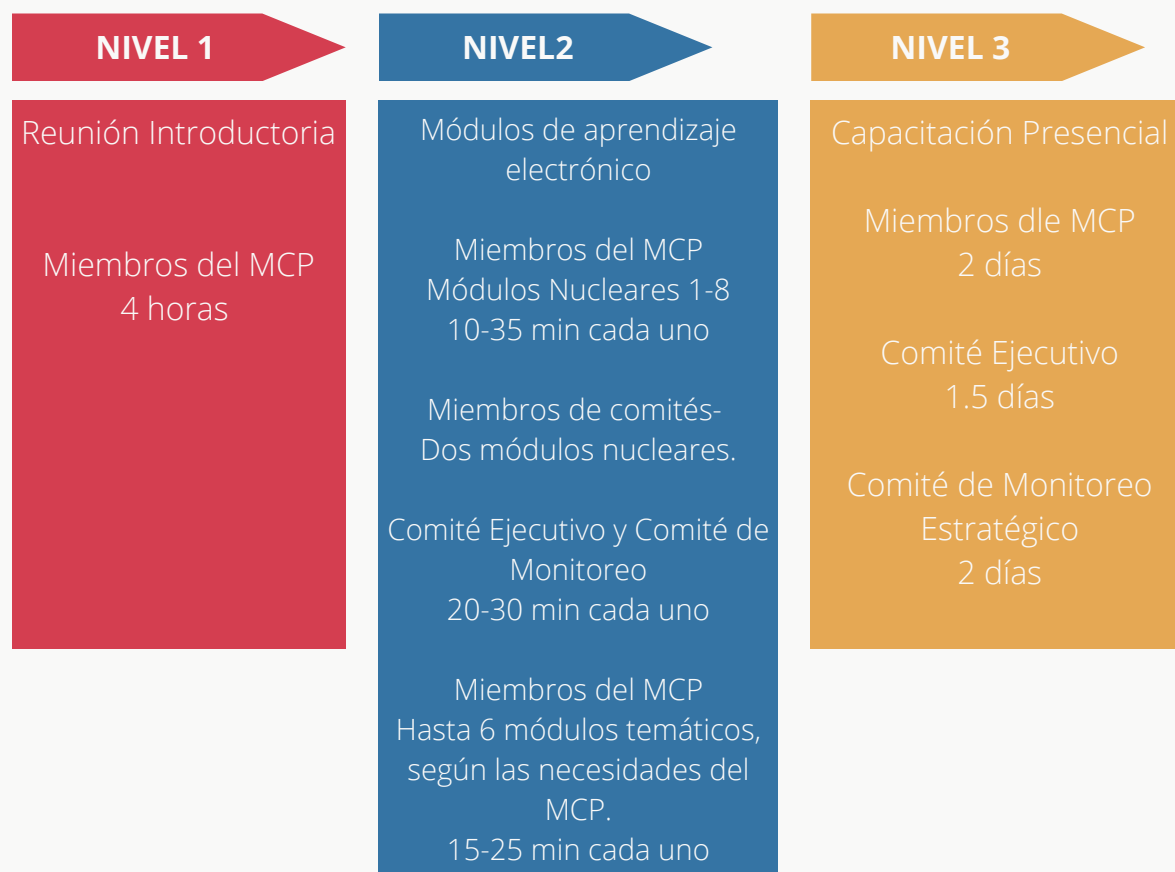 NIVEL 1
Reunión Introductoria
Miembros del MCP
4 horas
NIVEL2
Módulos de aprendizaje
electrónico
Miembros del MCP
Módulos Nucleares 1-8
10-35 min cada uno
Miembros de comités-
Dos módulos nucleares.
Comité Ejecutivo y Comité de
Monitoreo
20-30 min cada uno
Miembros del MCP
Hasta 6 módulos temáticos,
según las necesidades del
MCP.
15-25 min cada uno
NIVEL 3
Capacitación Presencial
Miembros dle MCP
2 días
Comité Ejecutivo
1.5 días
Comité de Monitoreo
Estratégico
2 días